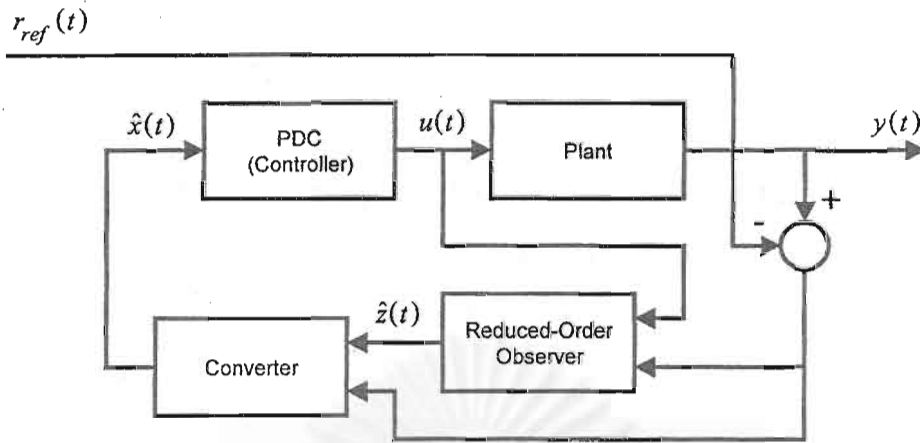 r_ref(t)
x̂(t)
PDC
(Controller)
u(t)
Plant
y(t)
+
-
ẑ(t)
Reduced-Order
Observer
Converter